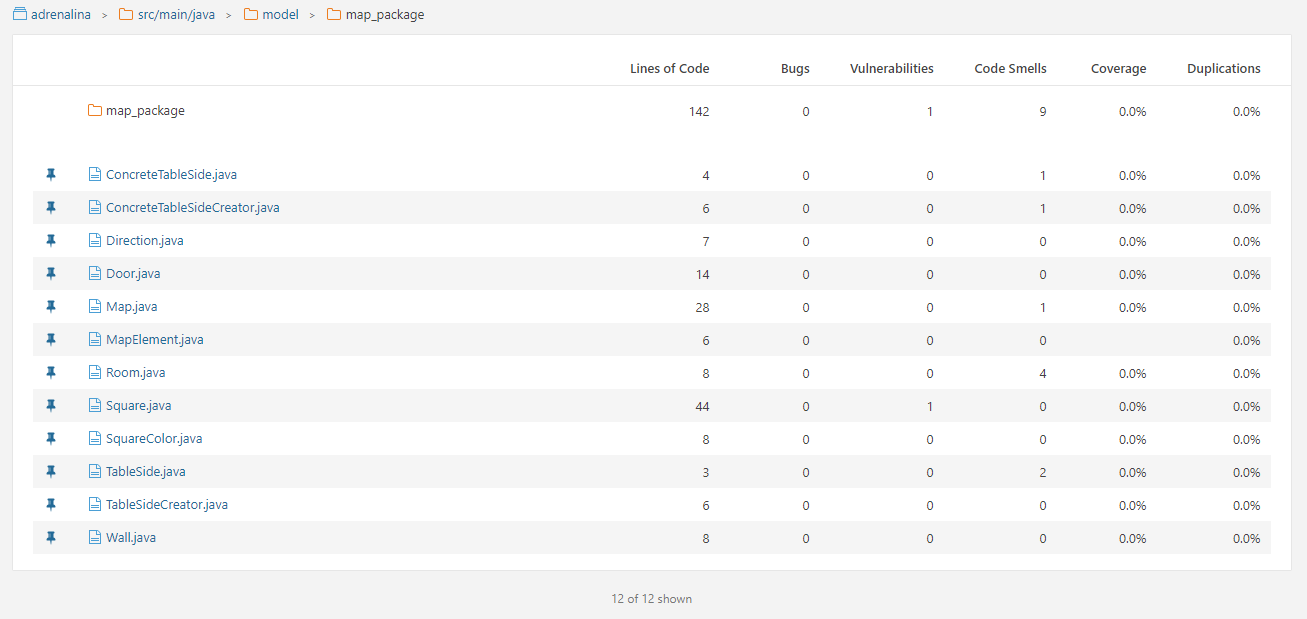 adrenalina > src/main/java > model > map_package
Lines of Code Bugs Vulnerabilities Code Smells Coverage Duplications
map_package 142 0 1 9 0.0% 0.0%
ConcreteTableSide.java 4 0 0 1 0.0% 0.0%
ConcreteTableSideCreator.java 6 0 0 1 0.0% 0.0%
Direction.java 7 0 0 0 0.0% 0.0%
Door.java 14 0 0 0 0.0% 0.0%
Map.java 28 0 0 1 0.0% 0.0%
MapElement.java 6 0 0 0 0.0%
Room.java 8 0 0 4 0.0% 0.0%
Square.java 44 0 1 0 0.0% 0.0%
SquareColor.java 8 0 0 0 0.0% 0.0%
TableSide.java 3 0 0 2 0.0% 0.0%
TableSideCreator.java 6 0 0 0 0.0% 0.0%
Wall.java 8 0 0 0 0.0% 0.0%
12 of 12 shown